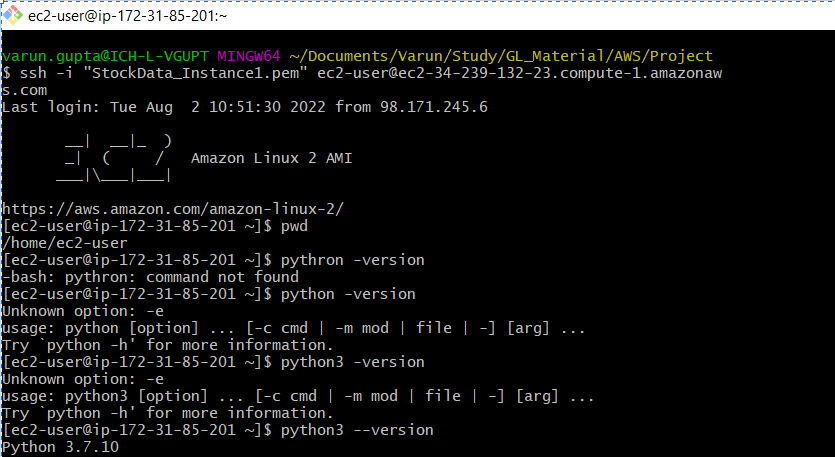 ec2-user@ip-172-31-85-201:~
varun.gupta@ICH-L-VGUPT MINGW64 ~/Documents/Varun/Study/GL_Material/AWS/Project
$ ssh -i "StockData_Instance1.pem" ec2-user@ec2-34-239-132-23.compute-1.amazonaw
s.com
Last login: Tue Aug  2 10:51:30 2022 from 98.171.245.6
       __|  __|_  )
       _|  (     /   Amazon Linux 2 AMI
      ___|\___|___|
https://aws.amazon.com/amazon-linux-2/
[ec2-user@ip-172-31-85-201 ~]$ pwd
/home/ec2-user
[ec2-user@ip-172-31-85-201 ~]$ pythron -version
-bash: pythron: command not found
[ec2-user@ip-172-31-85-201 ~]$ python -version
Unknown option: -e
usage: python [option] ... [-c cmd | -m mod | file | -] [arg] ...
Try `python -h' for more information.
[ec2-user@ip-172-31-85-201 ~]$ python3 -version
Unknown option: -e
usage: python3 [option] ... [-c cmd | -m mod | file | -] [arg] ...
Try `python -h' for more information.
[ec2-user@ip-172-31-85-201 ~]$ python3 --version
Python 3.7.10